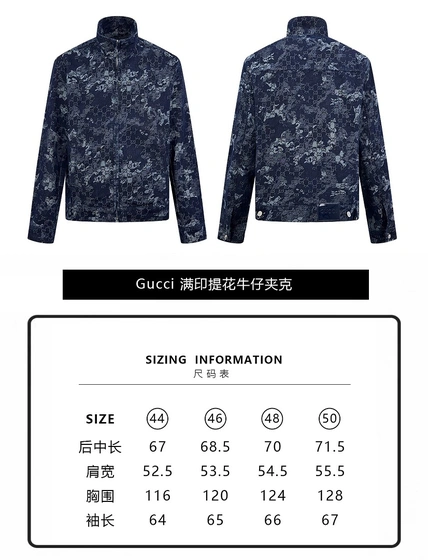 Gucci 满印提花牛仔夹克
SIZING INFORMATION
尺码表
SIZE 44 46 48 50
后中长 67 68.5 70 71.5
肩宽 52.5 53.5 54.5 55.5
胸围 116 120 124 128
袖长 64 65 66 67